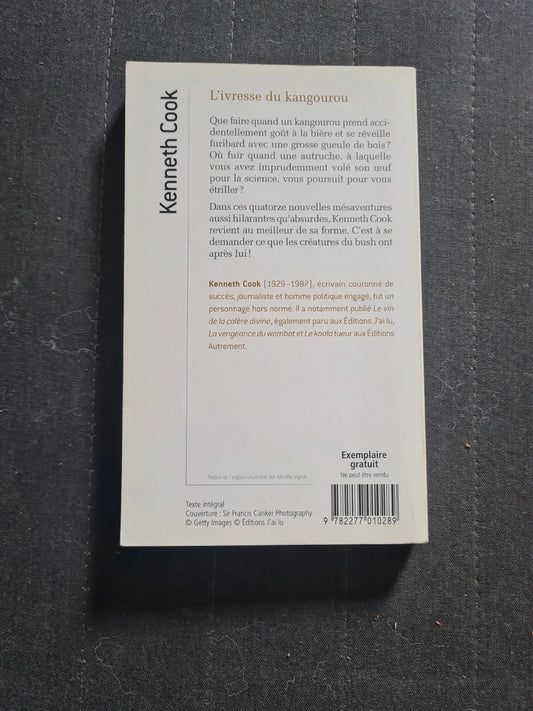 Kenneth Cook
L'ivresse du kangourou
Que faire quand un kangourou prend acci-
dentellement goût à la bière et se réveille
furibard avec une grosse gueule de bois ?
Où fuir quand une autruche, à laquelle
vous avez imprudemment volé son œuf
pour la science, vous poursuit pour vous
étriller ?
Dans ces quatorze nouvelles mésaventures
aussi hilarantes qu'absurdes, Kenneth Cook
revient au meilleur de sa forme. C'est à se
demander ce que les créatures du bush ont
après lui !
Kenneth Cook (1929-1987), écrivain couronné de
succès, journaliste et homme politique engagé, fut un
personnage hors norme. Il a notamment publié Le vin
de la colère divine, également paru aux Éditions J'ai lu,
La vengeance du wombat et Le koala tueur aux Éditions
Autrement.
Exemplaire
gratuit
Ne peut être vendu
Traduit de l'anglais (Australie) par Mireille Vignol
Texte intégral
Couverture : Sir Francis Canker Photography
© Getty Images © Éditions J'ai lu
9 782277 010289